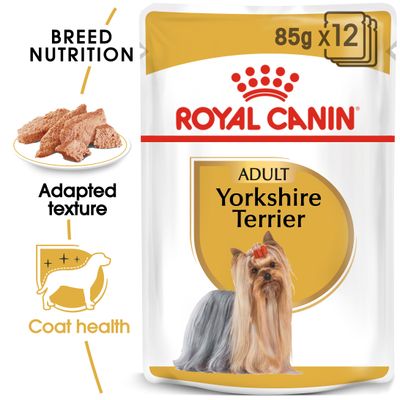 BREED
NUTRITION
Adapted
texture
Coat health
85g x12
ROYAL CANIN
ADULT
Yorkshire
Terrier